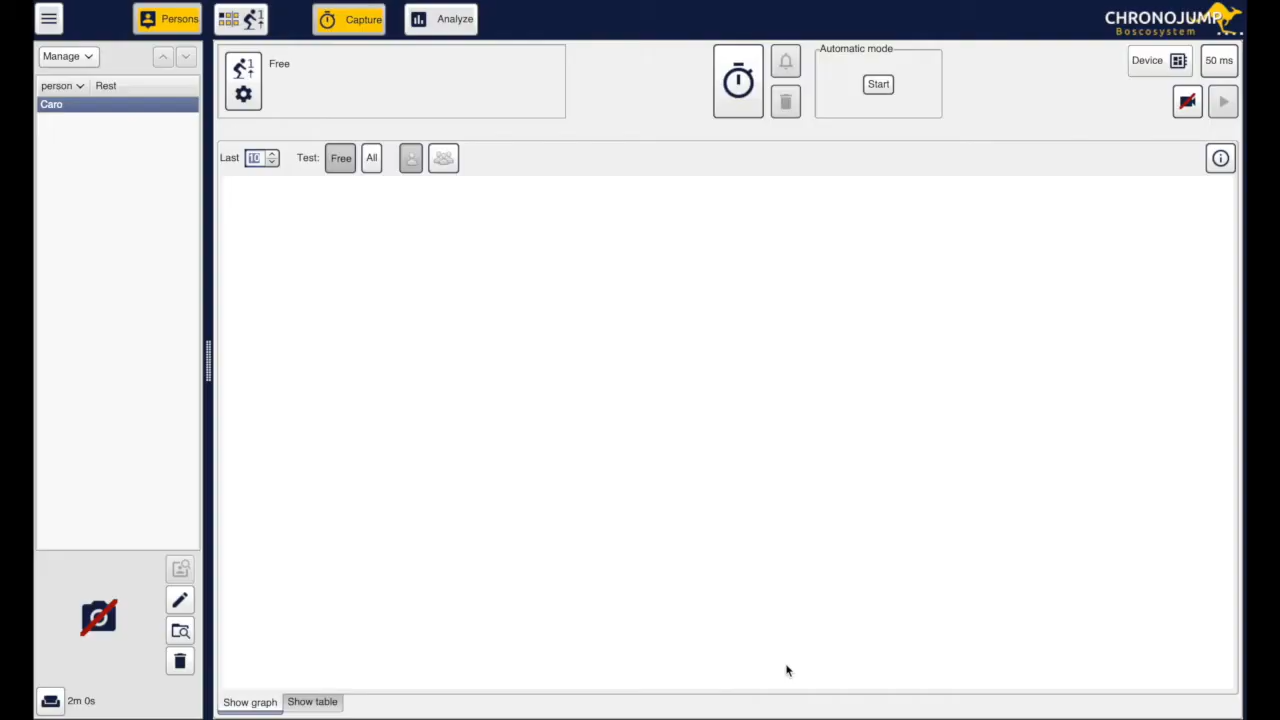 Persons
Capture
Analyze
CHRONOJUMP
Boscosystem
Manage
person Rest
Caro
2m 0s
Free
Automatic mode
Start
Device
50 ms
Last 10 Test: Free All
Show graph Show table